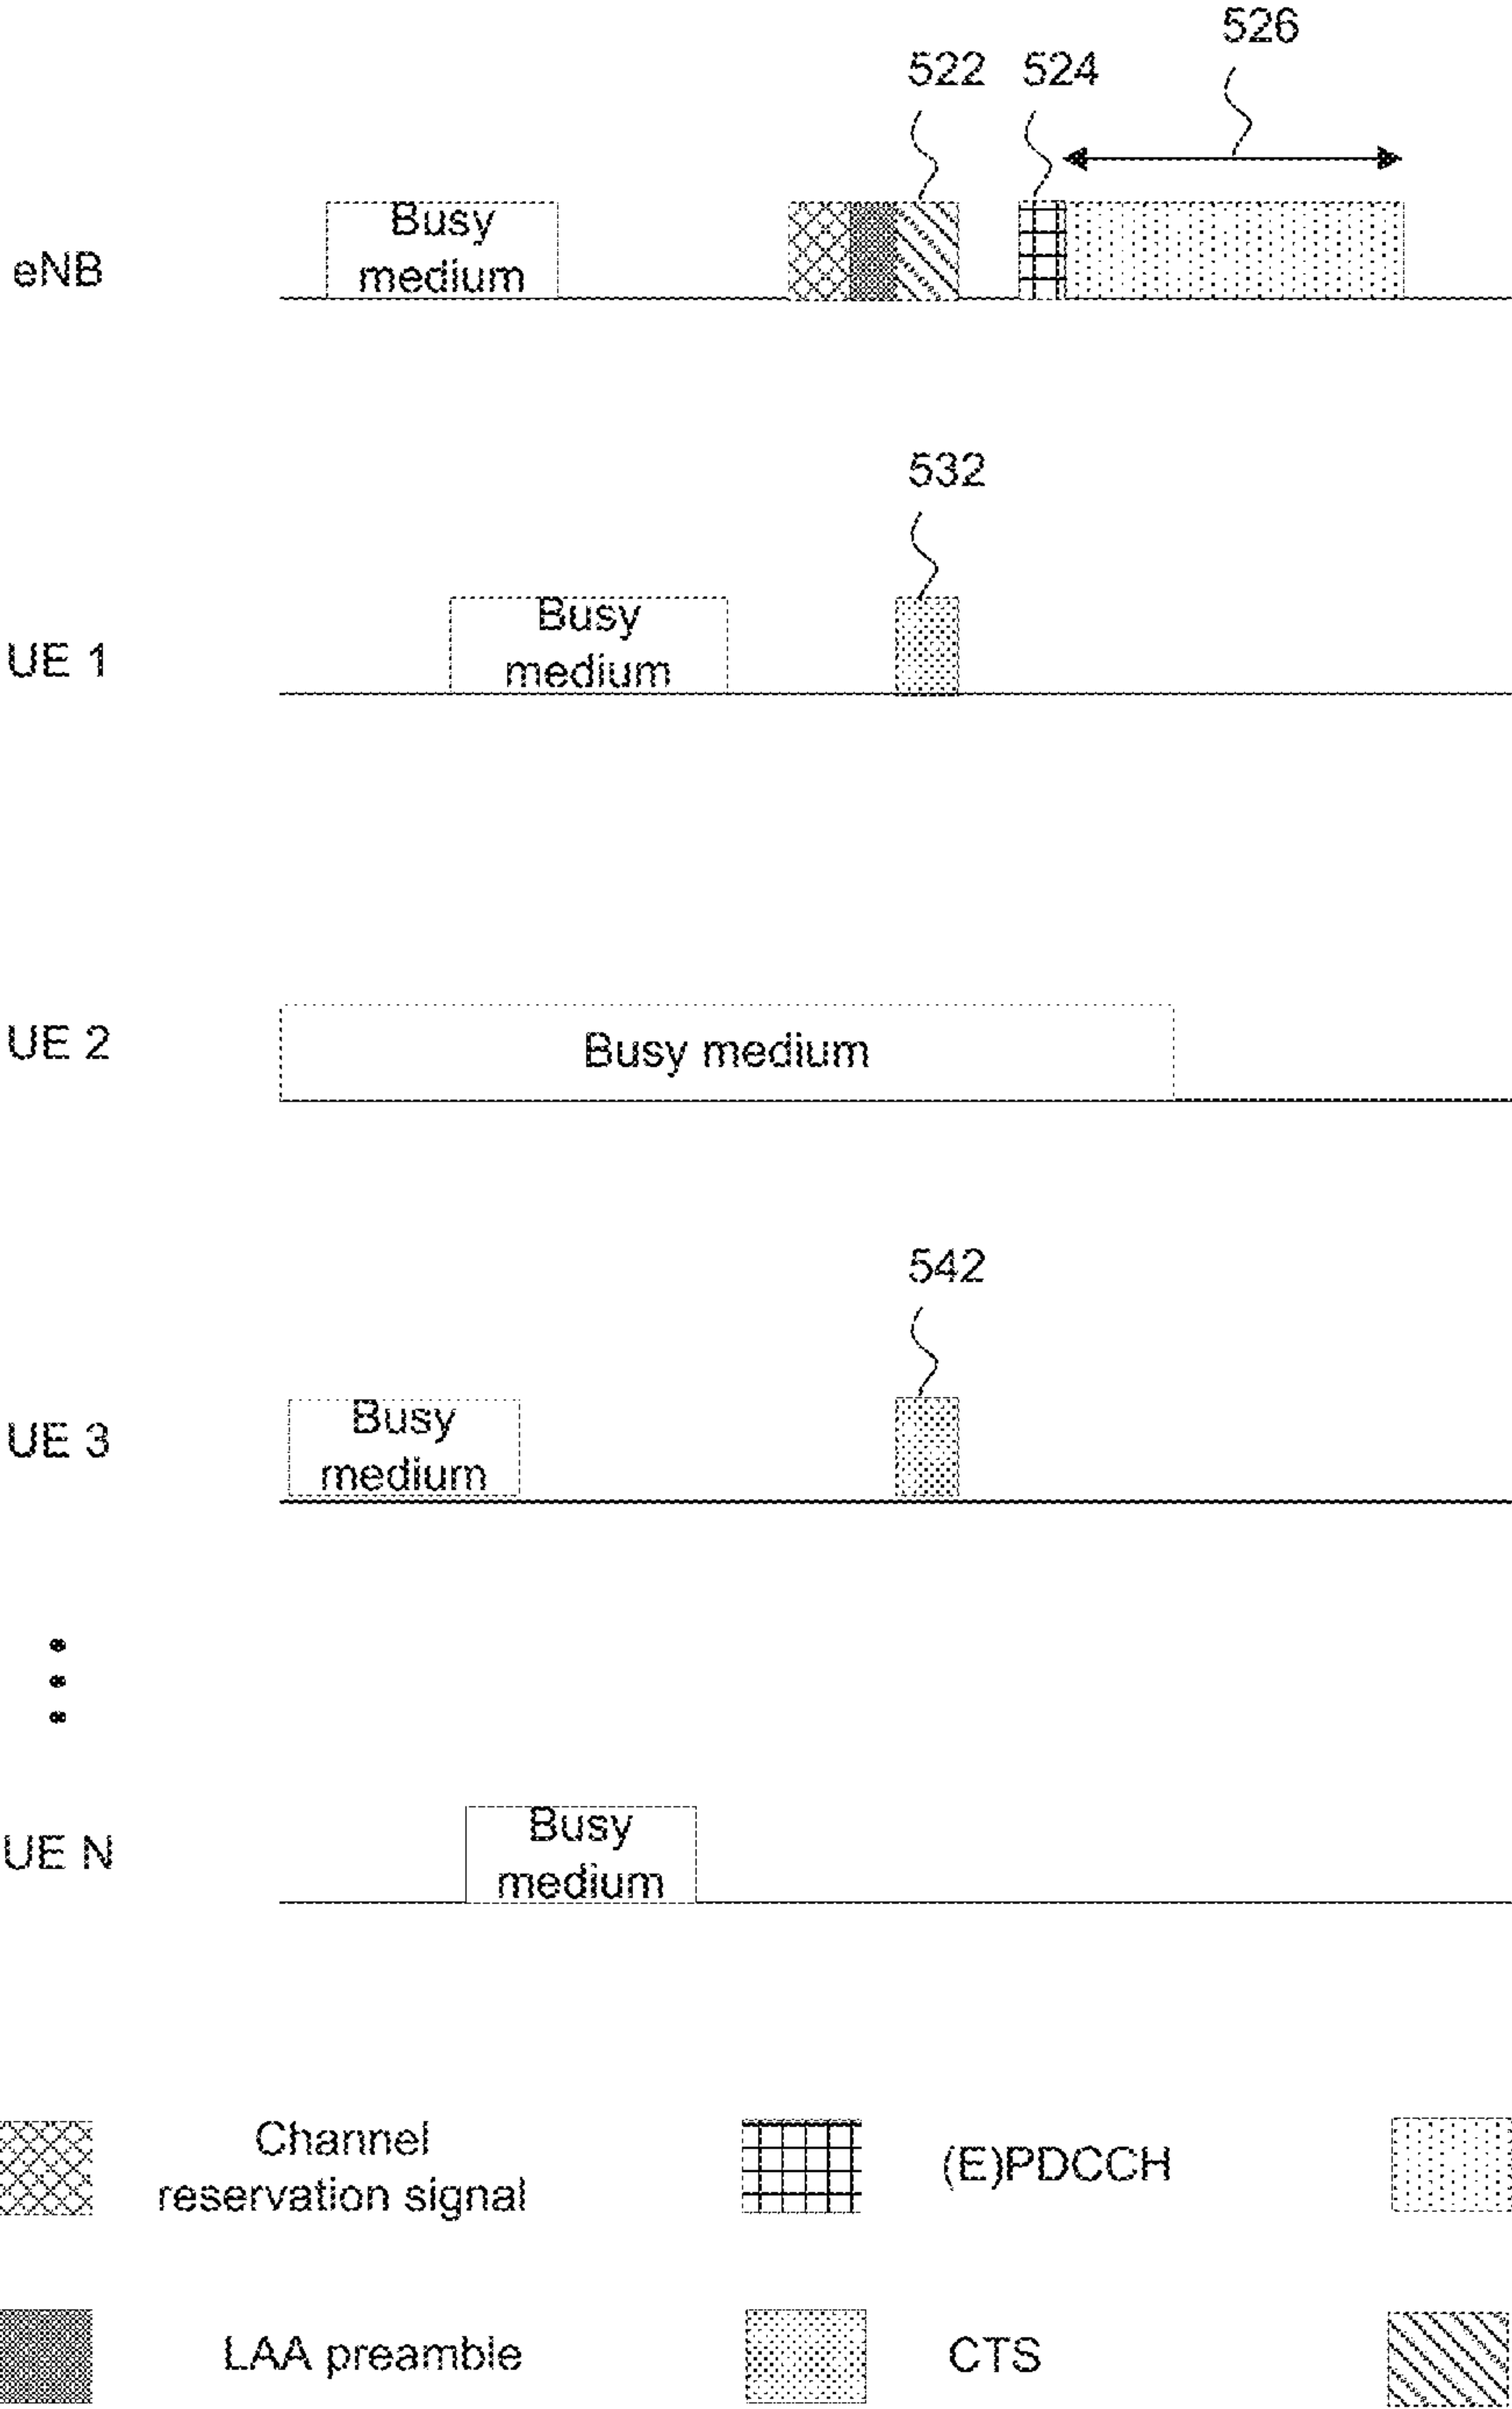 526
522 524
Busy
medium
eNB
532
Busy
medium
UE 1
UE 2
Busy medium
542
Busy
medium
UE 3
Busy
medium
UE N
Channel
reservation signal
(E)PDCCH
LAA preamble
CTS